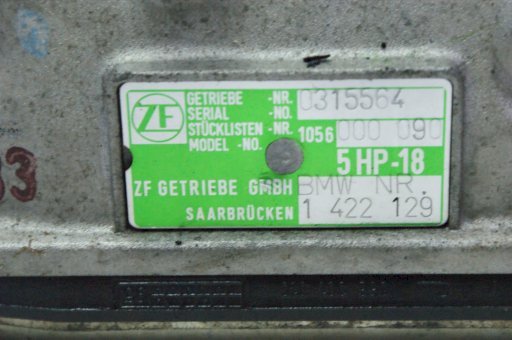 ZF
GETRIEBE -NR. 0315564
SERIAL -NO.
STÜCKLISTEN -NR. 1056 000 090
MODEL -NO.
5 HP-18
ZF GETRIEBE GMBH BMW NR.
SAARBRÜCKEN 1 422 129
33